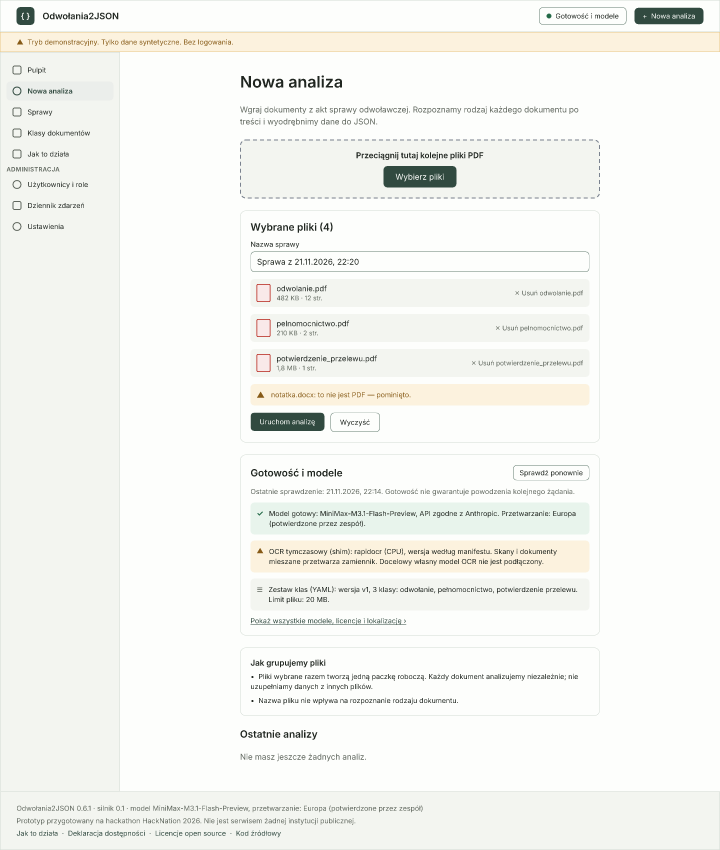 { } Odwołania2JSON
Gotowość i modele
+ Nowa analiza
Tryb demonstracyjny. Tylko dane syntetyczne. Bez logowania.
Pulpit
Nowa analiza
Sprawy
Klasy dokumentów
Jak to działa
ADMINISTRACJA
Użytkownicy i role
Dziennik zdarzeń
Ustawienia
Nowa analiza
Wgraj dokumenty z akt sprawy odwoławczej. Rozpoznamy rodzaj każdego dokumentu po
treści i wyodrębnimy dane do JSON.
Przeciągnij tutaj kolejne pliki PDF
Wybierz pliki
Wybrane pliki (4)
Nazwa sprawy
Sprawa z 21.11.2026, 22:20
odwolanie.pdf
482 KB · 12 str.
× Usuń odwolanie.pdf
pelnomocnictwo.pdf
210 KB · 2 str.
× Usuń pelnomocnictwo.pdf
potwierdzenie_przelewu.pdf
1,8 MB · 1 str.
× Usuń potwierdzenie_przelewu.pdf
notatka.docx: to nie jest PDF — pominięto.
Uruchom analizę
Wyczyść
Gotowość i modele
Sprawdź ponownie
Ostatnie sprawdzenie: 21.11.2026, 22:14. Gotowość nie gwarantuje powodzenia kolejnego żądania.
Model gotowy: MiniMax-M3.1-Flash-Preview, API zgodne z Anthropic. Przetwarzanie: Europa
(potwierdzone przez zespół).
OCR tymczasowy (shim): rapidocr (CPU), wersja według manifestu. Skany i dokumenty
mieszane przetwarza zamiennik. Docelowy własny model OCR nie jest podłączony.
Zestaw klas (YAML): wersja v1, 3 klasy: odwołanie, pełnomocnictwo, potwierdzenie przelewu.
Limit pliku: 20 MB.
Pokaż wszystkie modele, licencje i lokalizację ›
Jak grupujemy pliki
• Pliki wybrane razem tworzą jedną paczkę roboczą. Każdy dokument analizujemy niezależnie; nie
uzupełniamy danych z innych plików.
• Nazwa pliku nie wpływa na rozpoznanie rodzaju dokumentu.
Ostatnie analizy
Nie masz jeszcze żadnych analiz.
Odwołania2JSON 0.6.1 · silnik 0.1 · model MiniMax-M3.1-Flash-Preview, przetwarzanie: Europa (potwierdzone przez zespół)
Prototyp przygotowany na hackathon HackNation 2026. Nie jest serwisem żadnej instytucji publicznej.
Jak to działa · Deklaracja dostępności · Licencje open source · Kod źródłowy